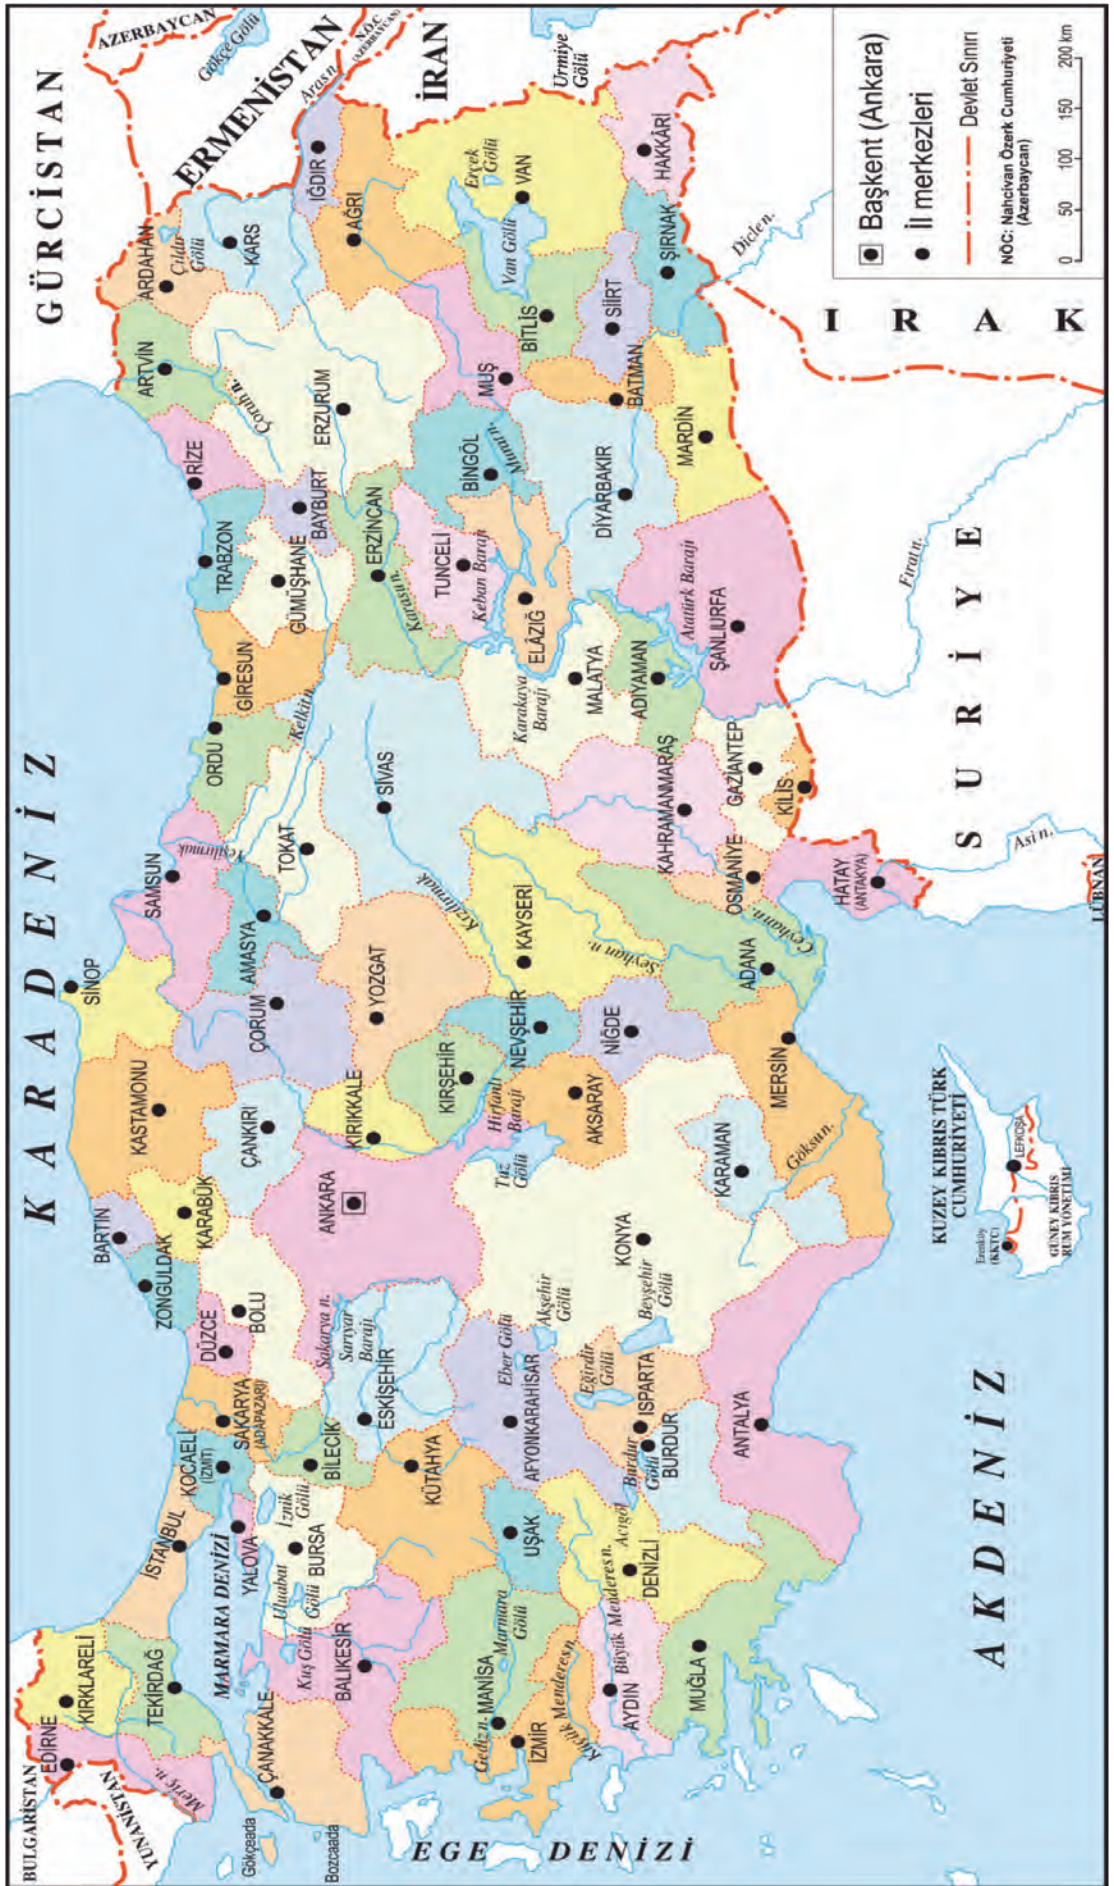 KARADENİZ
MARMARA DENİZİ
EGE DENİZİ
AKDENİZ
BULGARİSTAN
YUNANİSTAN
GÜRCİSTAN
ERMENİSTAN
AZERBAYCAN
N.Ö.C
(AZERBAYCAN)
İRAN
IRAK
SURİYE
LÜBNAN
Gökçe Gölü
Aras n.
Urmiye
Gölü
EDİRNE
KIRKLARELİ
TEKİRDAĞ
İSTANBUL
KOCAELİ
(İZMİT)
SAKARYA
(ADAPAZARI)
DÜZCE
ZONGULDAK
BARTIN
KARABÜK
KASTAMONU
SİNOP
SAMSUN
ORDU
GİRESUN
TRABZON
RİZE
ARTVİN
ARDAHAN
Çıldır
Gölü
KARS
IĞDIR
AĞRI
Meriç n.
Gökçeada
Bozcaada
ÇANAKKALE
BALIKESİR
Kuş Gölü
Uluabat
Gölü
BURSA
İznik
Gölü
YALOVA
BİLECİK
BOLU
ESKİŞEHİR
Sakarya n.
Sarıyar
Barajı
ANKARA
ÇANKIRI
KIRIKKALE
ÇORUM
AMASYA
Yeşilırmak
TOKAT
Kelkit n.
YOZGAT
SİVAS
Kızılırmak
GÜMÜŞHANE
BAYBURT
ERZİNCAN
Karasu n.
Çoruh n.
ERZURUM
KÜTAHYA
MANİSA
Gediz n.
Marmara
Gölü
İZMİR
Küçük Menderes n.
UŞAK
AFYONKARAHİSAR
Eber Gölü
Akşehir
Gölü
KIRŞEHİR
Hirfanlı
Barajı
Tuz
Gölü
NEVŞEHİR
KAYSERİ
AKSARAY
NİĞDE
TUNCELİ
Keban Barajı
ELÂZIĞ
BİNGÖL
Murat n.
MUŞ
BİTLİS
Van Gölü
Erçek
Gölü
VAN
Karakaya
Barajı
MALATYA
AYDIN
Büyük Menderes n.
DENİZLİ
Acıgöl
MUĞLA
Burdur
Gölü
BURDUR
ISPARTA
Eğirdir
Gölü
Beyşehir
Gölü
KONYA
ANTALYA
KARAMAN
Göksu n.
MERSİN
Seyhan n.
ADANA
Ceyhan n.
OSMANİYE
KAHRAMANMARAŞ
ADIYAMAN
GAZİANTEP
KİLİS
HATAY
(ANTAKYA)
Atatürk Barajı
ŞANLIURFA
DİYARBAKIR
BATMAN
MARDİN
SİİRT
ŞIRNAK
HAKKÂRİ
Dicle n.
Fırat n.
Asi n.
KUZEY KIBRIS TÜRK
CUMHURİYETİ
LEFKOŞA
Erenköy
(KKTC)
GÜNEY KIBRIS
RUM YÖNETİMİ
Başkent (Ankara)
İl merkezleri
Devlet Sınırı
NÖC: Nahcivan Özerk Cumhuriyeti
(Azerbaycan)
0 50 100 150 200 km